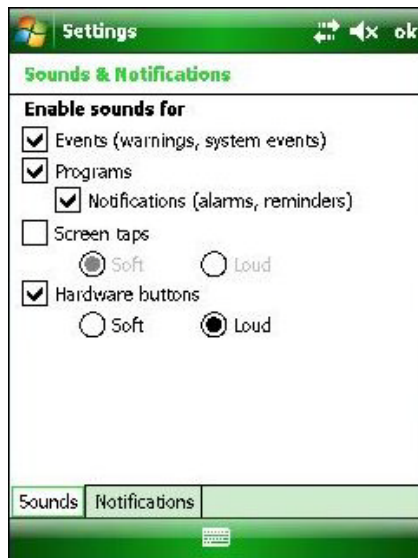 Settings ok
Sounds & Notifications
Enable sounds for
Events (warnings, system events)
Programs
Notifications (alarms, reminders)
Screen taps
Soft Loud
Hardware buttons
Soft Loud
Sounds Notifications